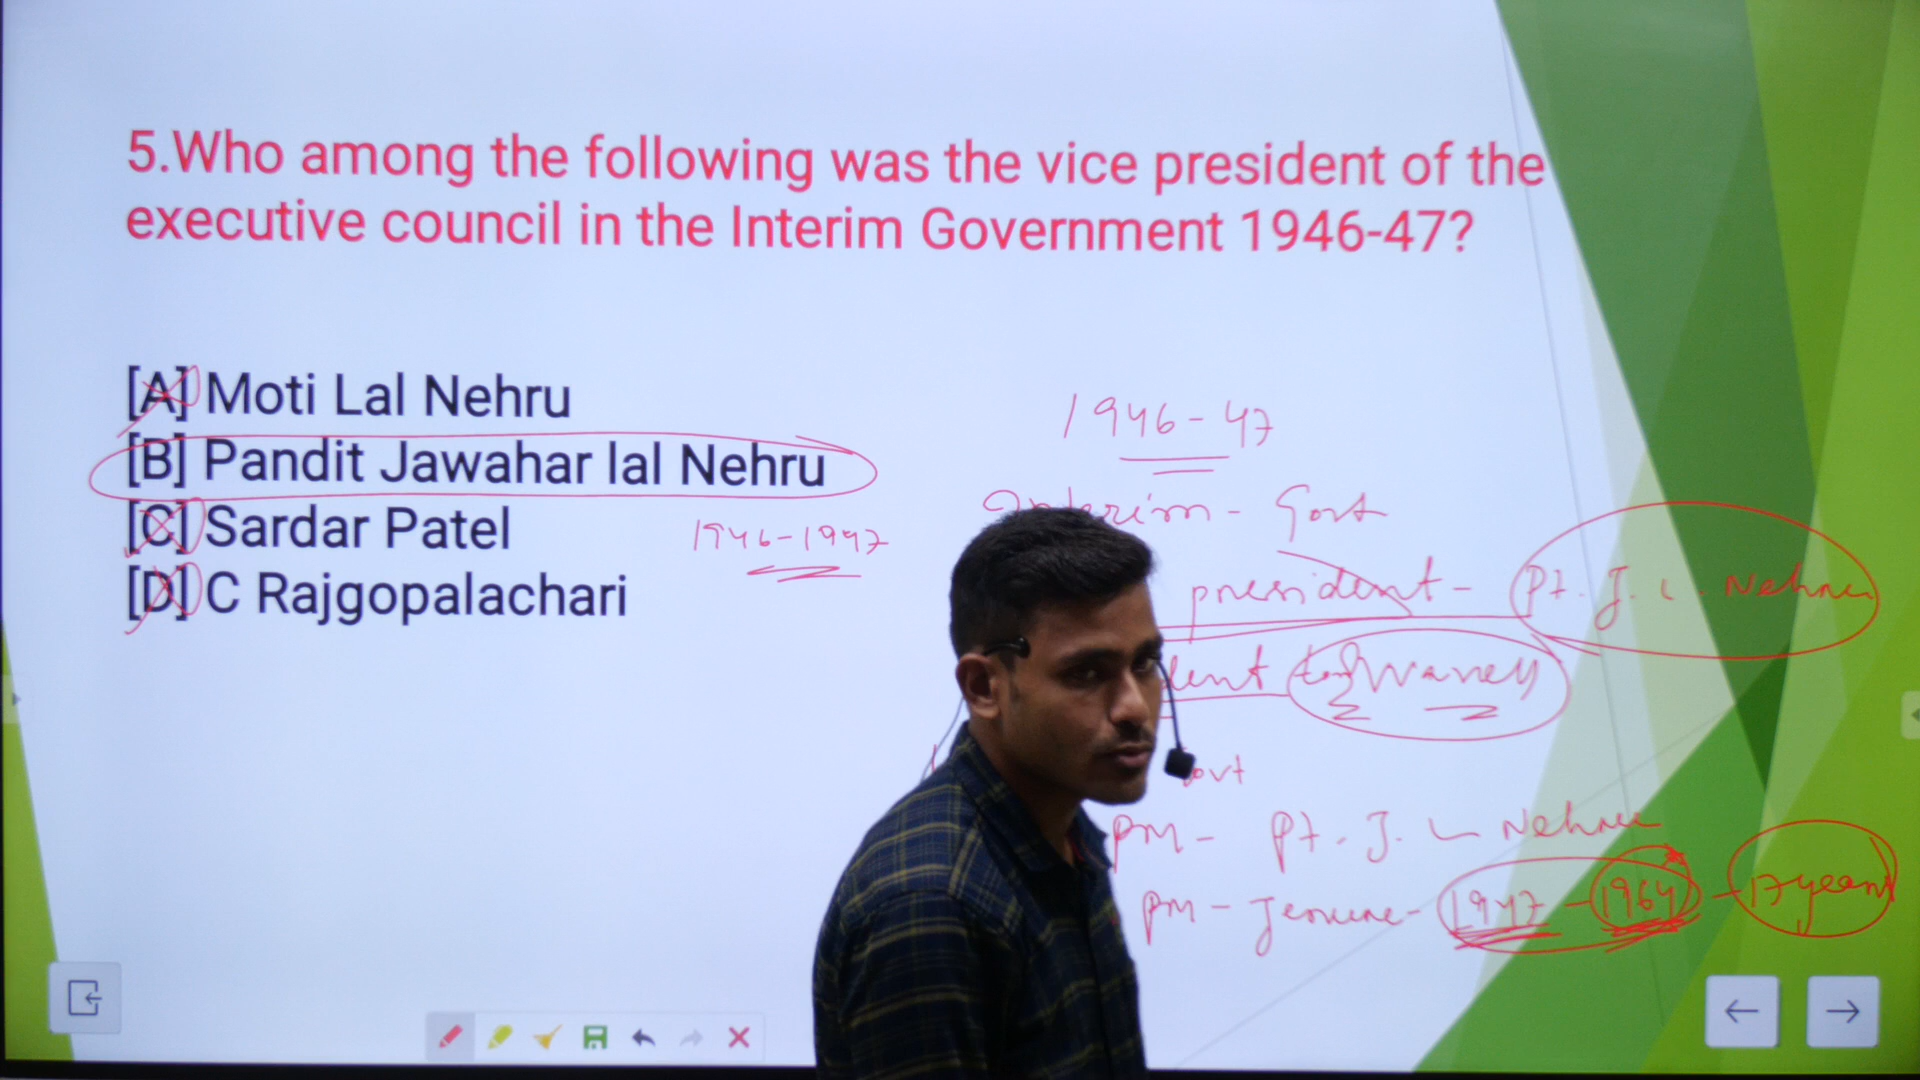 5.Who among the following was the vice president of the
executive council in the Interim Government 1946-47?
[A] Moti Lal Nehru
[B] Pandit Jawahar lal Nehru
[C] Sardar Patel
[D] C Rajgopalachari
1946-1947
1946-47
Interim - Govt
president - Pt. J. L. Nehru
PM - Pt. J. L Nehru
PM - 1947 - 1964 - 17 years